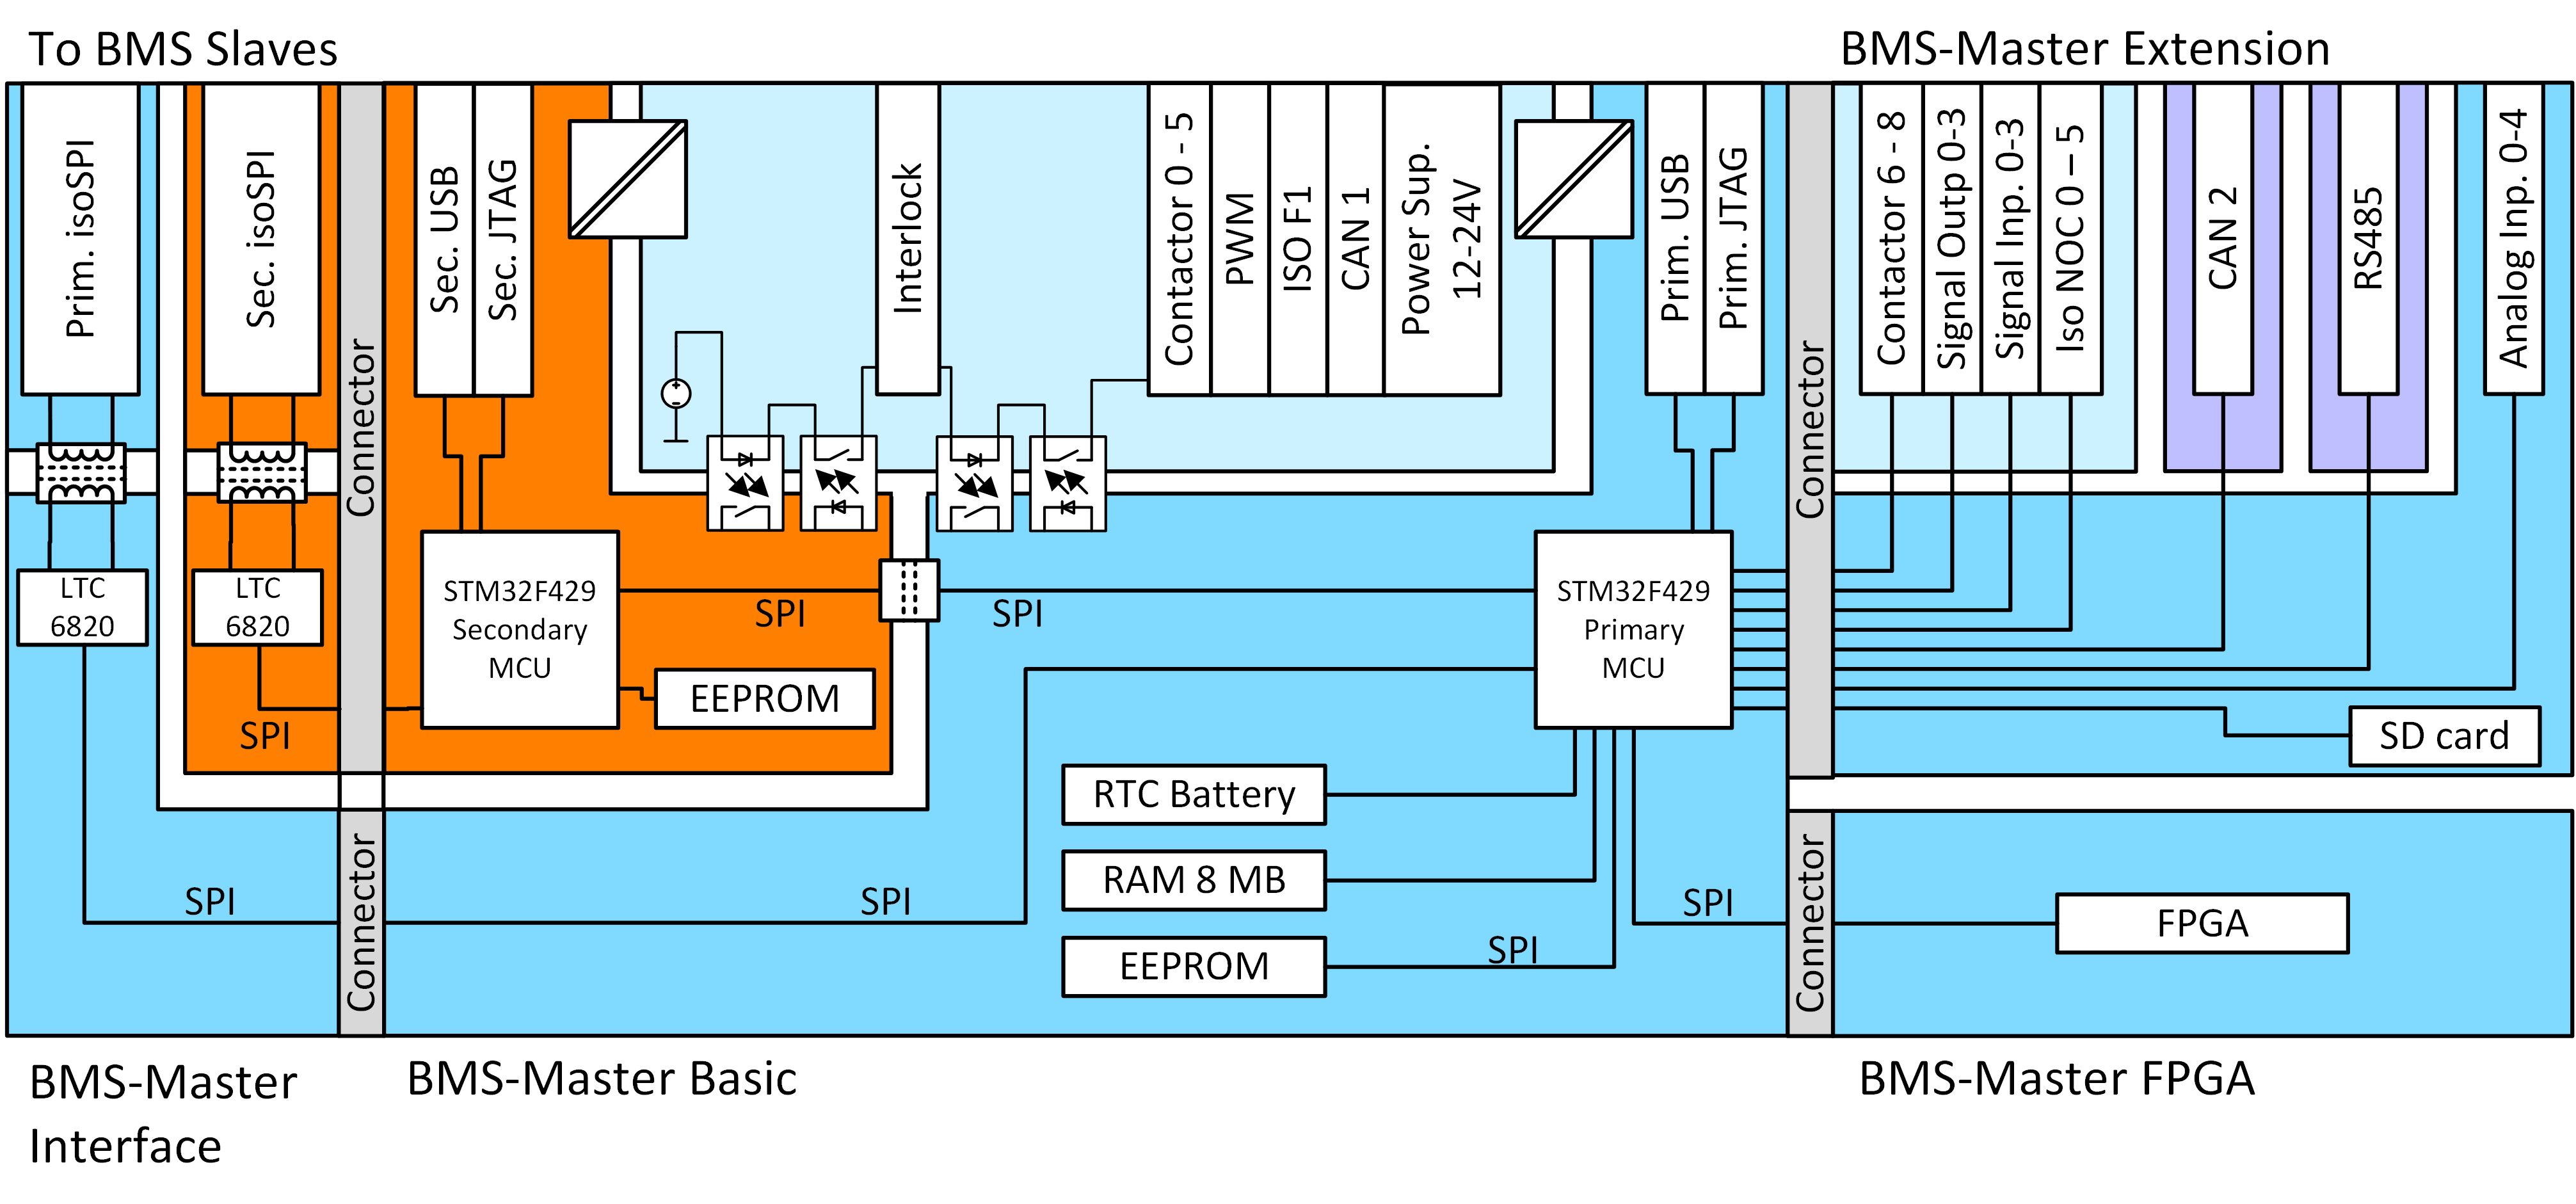 To BMS Slaves
BMS-Master Extension
Prim. isoSPI
Sec. isoSPI
Connector
Sec. USB
Sec. JTAG
Interlock
Contactor 0 - 5
PWM
ISO F1
CAN 1
Power Sup.
12-24V
Prim. USB
Prim. JTAG
Connector
Contactor 6 - 8
Signal Outp 0-3
Signal Inp. 0-3
Iso NOC 0 – 5
CAN 2
RS485
Analog Inp. 0-4
LTC
6820
LTC
6820
STM32F429
Secondary
MCU
SPI
SPI
STM32F429
Primary
MCU
EEPROM
SPI
SD card
RTC Battery
RAM 8 MB
EEPROM
SPI
SPI
SPI
SPI
Connector
Connector
FPGA
BMS-Master
Interface
BMS-Master Basic
BMS-Master FPGA